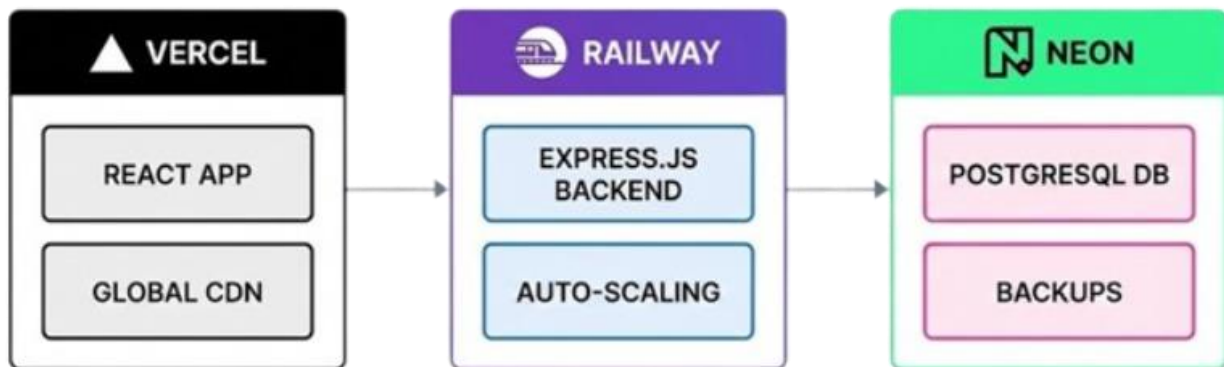 VERCEL
REACT APP
GLOBAL CDN
RAILWAY
EXPRESS.JS
BACKEND
AUTO-SCALING
NEON
POSTGRESQL DB
BACKUPS